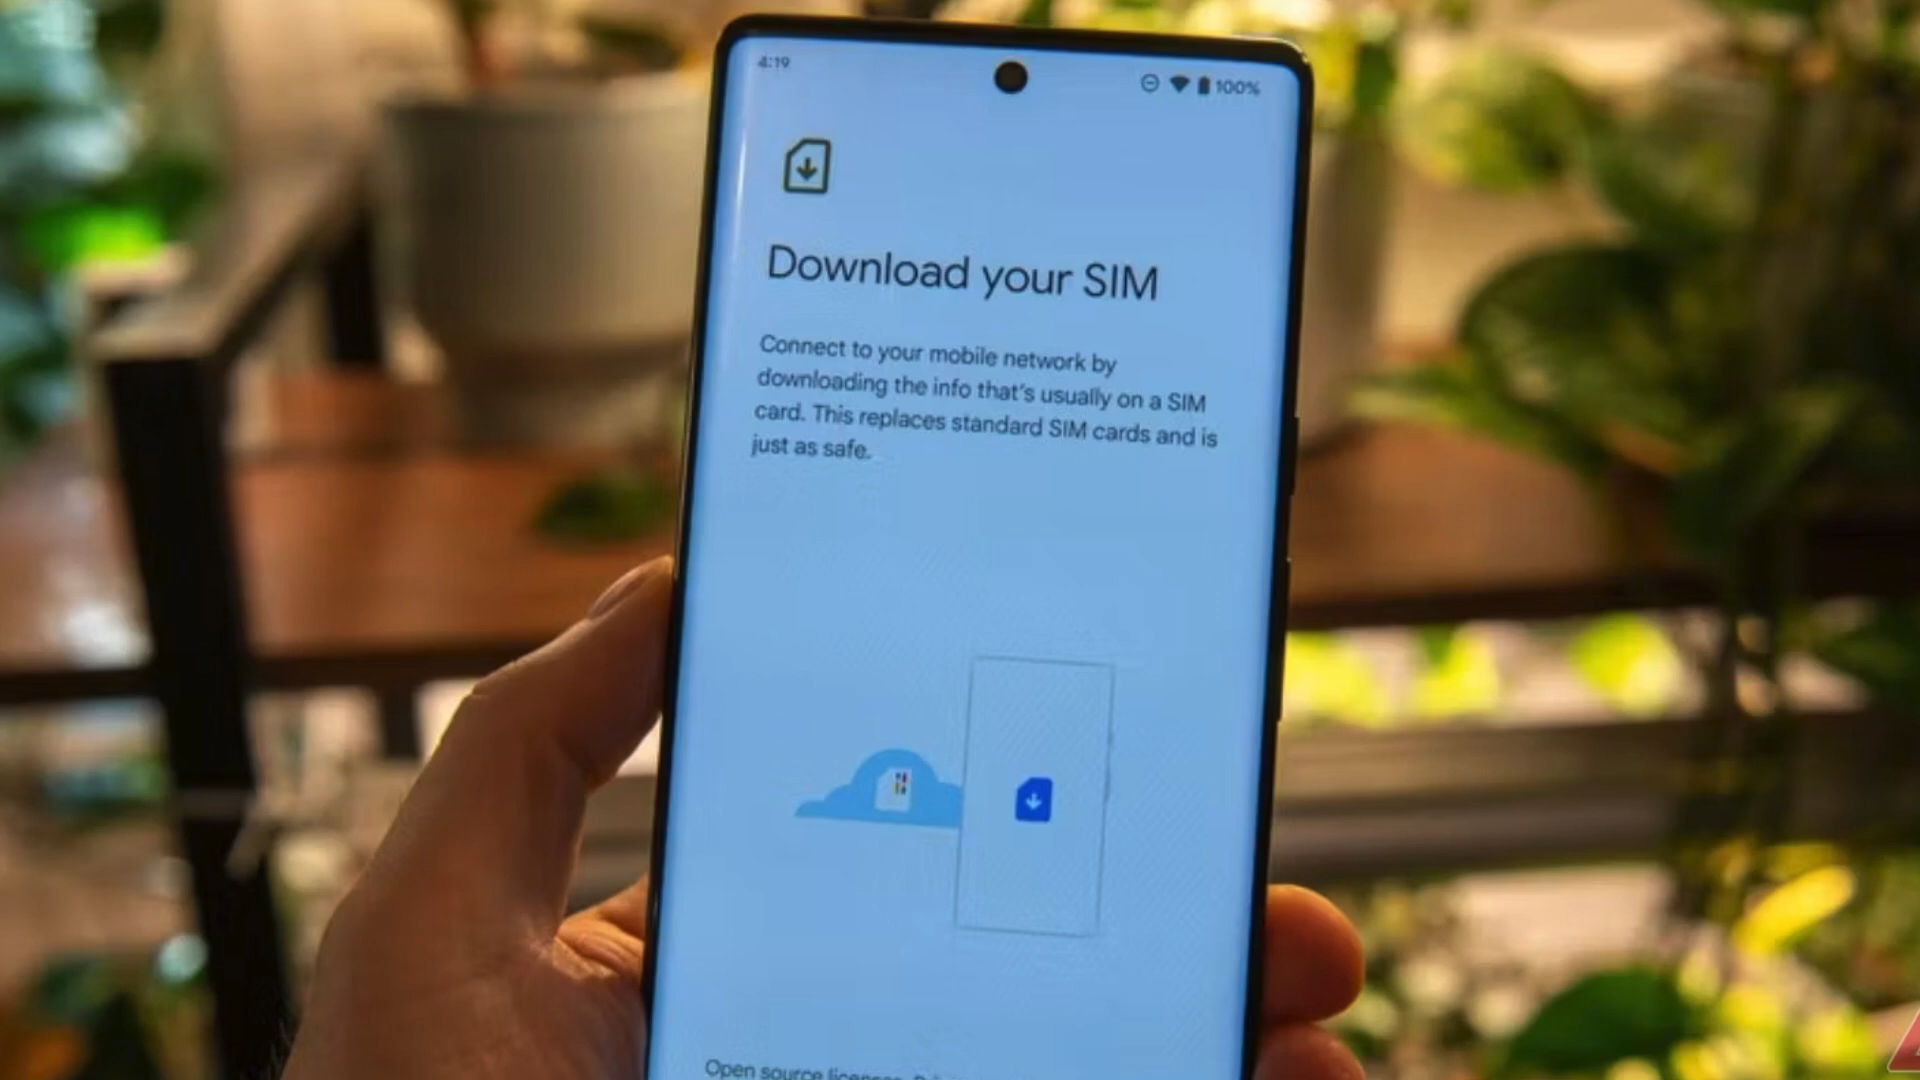 4:19
100%
Download your SIM
Connect to your mobile network by
downloading the info that's usually on a SIM
card. This replaces standard SIM cards and is
just as safe.
Open source licenses